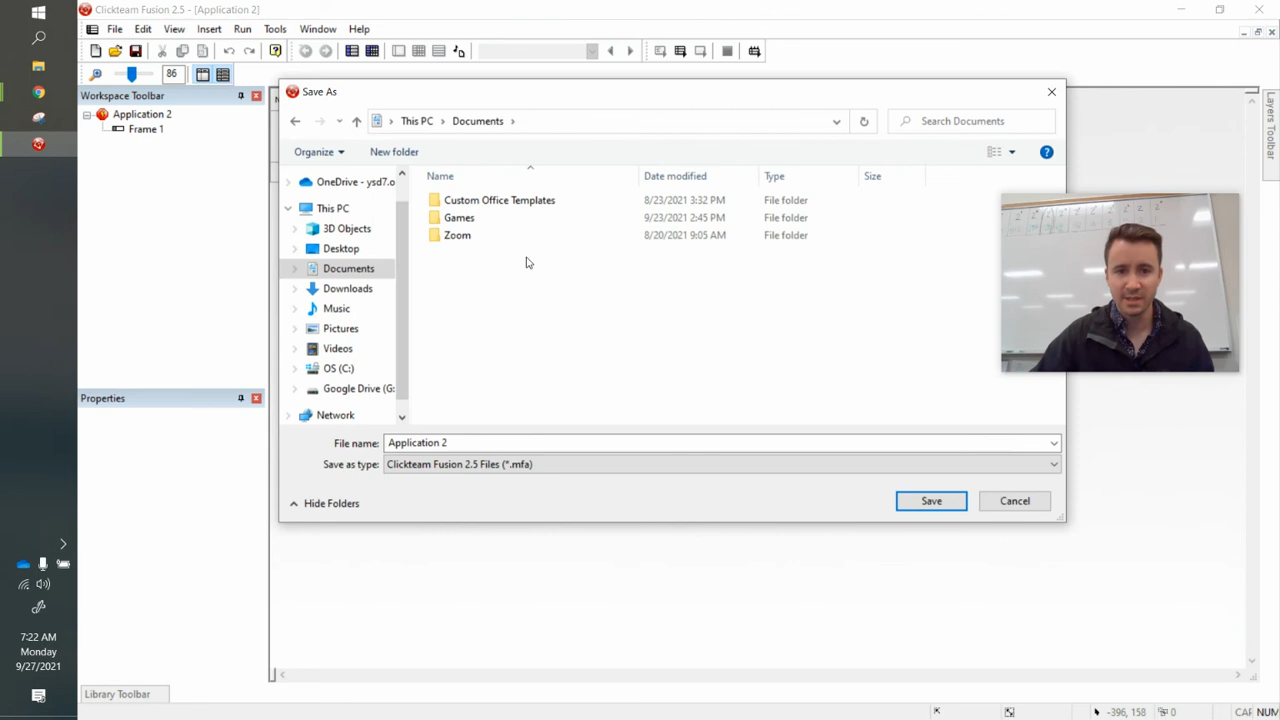 Clickteam Fusion 2.5 - [Application 2]
File Edit View Insert Run Tools Window Help
86
Workspace Toolbar
Application 2
Frame 1
Save As
This PC > Documents >
Search Documents
Organize New folder
Name Date modified Type Size
OneDrive - ysd7.o
This PC
3D Objects
Desktop
Documents
Downloads
Music
Pictures
Videos
OS (C:)
Google Drive (G:
Network
Custom Office Templates 8/23/2021 3:32 PM File folder
Games 9/23/2021 2:45 PM File folder
Zoom 8/20/2021 9:05 AM File folder
File name: Application 2
Save as type: Clickteam Fusion 2.5 Files (*.mfa)
Hide Folders
Save Cancel
Layers Toolbar
Properties
Library Toolbar
7:22 AM
Monday
9/27/2021
-396, 158 0 CAP NUM